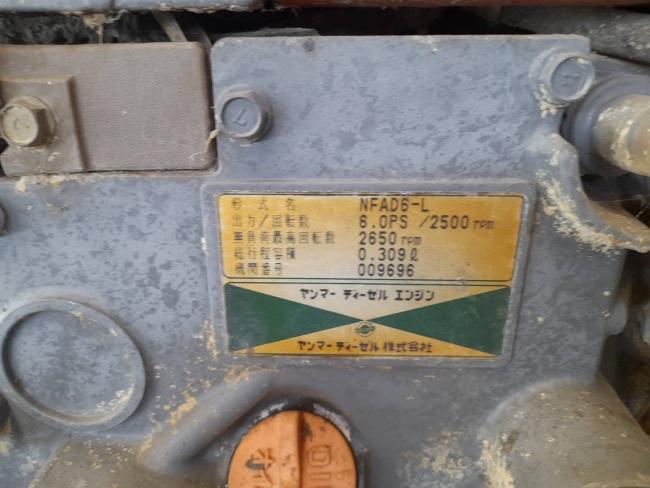 形式名 NFAD6-L
出力/回転数 6.0PS /2500rpm
無負荷最高回転数 2650rpm
総行程容積 0.309ℓ
機関番号 009696
ヤンマー ディーゼル エンジン
ヤンマー ディーゼル 株式会社
7
7